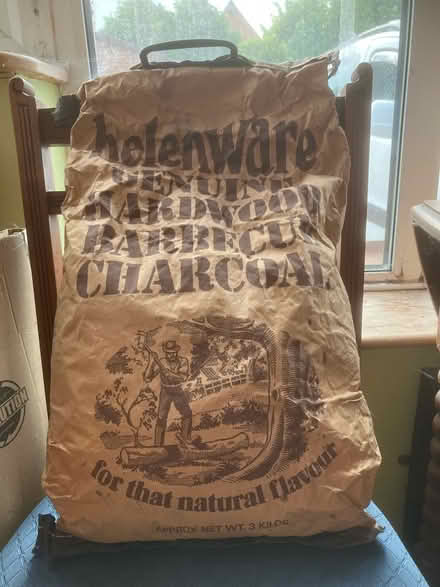 helenware
GENUINE
HARDWOOD
BARBECUE
CHARCOAL
for that natural flavour
APPROX NET WT. 3 KILOS